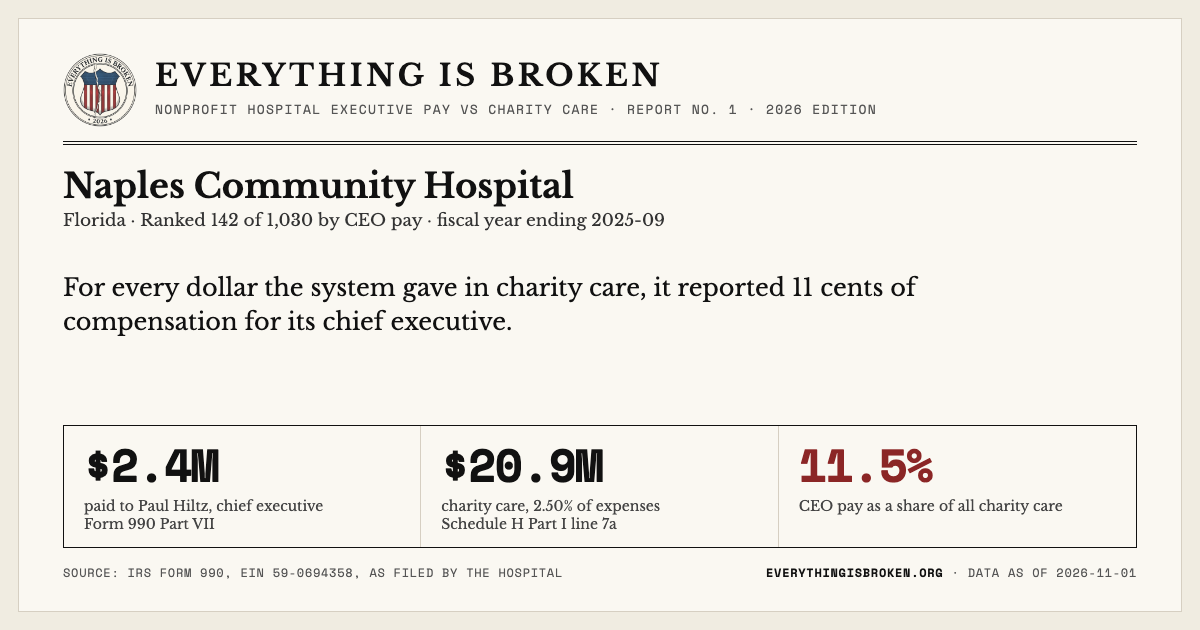 EVERYTHING IS BROKEN
2026
EVERYTHING IS BROKEN
NONPROFIT HOSPITAL EXECUTIVE PAY VS CHARITY CARE · REPORT NO. 1 · 2026 EDITION
Naples Community Hospital
Florida · Ranked 142 of 1,030 by CEO pay · fiscal year ending 2025-09
For every dollar the system gave in charity care, it reported 11 cents of
compensation for its chief executive.
$2.4M
paid to Paul Hiltz, chief executive
Form 990 Part VII
$20.9M
charity care, 2.50% of expenses
Schedule H Part I line 7a
11.5%
CEO pay as a share of all charity care
SOURCE: IRS FORM 990, EIN 59-0694358, AS FILED BY THE HOSPITAL
EVERYTHINGISBROKEN.ORG · DATA AS OF 2026-11-01